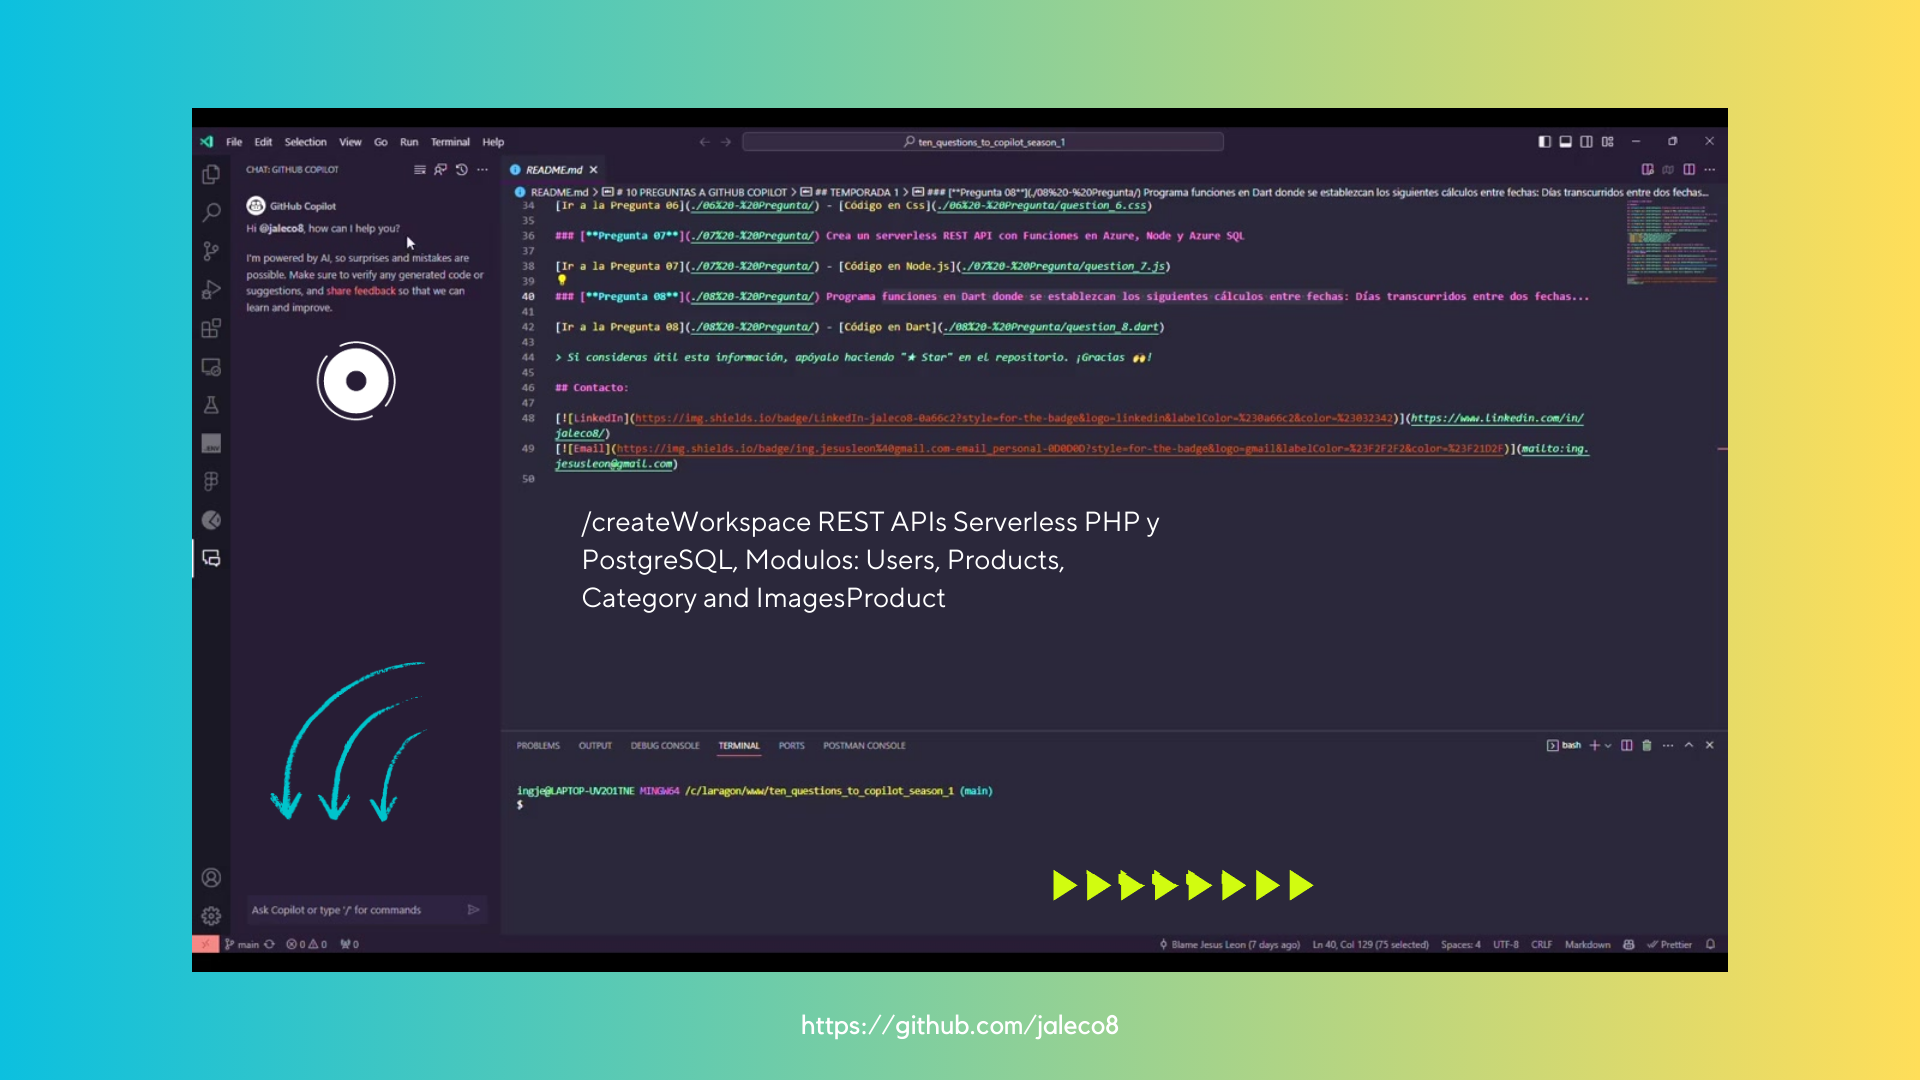 File Edit Selection View Go Run Terminal Help
ten_questions_to_copilot_season_1
CHAT: GITHUB COPILOT
GitHub Copilot
Hi @jaleco8, how can I help you?
I'm powered by AI, so surprises and mistakes are
possible. Make sure to verify any generated code or
suggestions, and share feedback so that we can
learn and improve.
Ask Copilot or type '/' for commands
README.md
README.md > # 10 PREGUNTAS A GITHUB COPILOT > ## TEMPORADA 1 > ### [**Pregunta 08**](./08%20-%20Pregunta/) Programa funciones en Dart donde se establezcan los siguientes cálculos entre fechas: Días transcurridos entre dos fechas...
34 [Ir a la Pregunta 06](./06%20-%20Pregunta/) - [Código en Css](./06%20-%20Pregunta/question_6.css)
35
36 ### [**Pregunta 07**](./07%20-%20Pregunta/) Crea un serverless REST API con Funciones en Azure, Node y Azure SQL
37
38 [Ir a la Pregunta 07](./07%20-%20Pregunta/) - [Código en Node.js](./07%20-%20Pregunta/question_7.js)
39
40 ### [**Pregunta 08**](./08%20-%20Pregunta/) Programa funciones en Dart donde se establezcan los siguientes cálculos entre fechas: Días transcurridos entre dos fechas...
41
42 [Ir a la Pregunta 08](./08%20-%20Pregunta/) - [Código en Dart](./08%20-%20Pregunta/question_8.dart)
43
44 > Si consideras útil esta información, apóyalo haciendo "★ Star" en el repositorio. ¡Gracias 🙌!
45
46 ## Contacto:
47
48 [![LinkedIn](https://img.shields.io/badge/LinkedIn-jaleco8-0a66c2?style=for-the-badge&logo=linkedin&labelColor=%230a66c2&color=%23032342)](https://www.linkedin.com/in/
jaleco8/)
49 [![Email](https://img.shields.io/badge/ing.jesusleon%40gmail.com-email_personal-0D0D0D?style=for-the-badge&logo=gmail&labelColor=%23F2F2F2&color=%23F21D2F)](mailto:ing.
jesusleon@gmail.com)
50
/createWorkspace REST APIs Serverless PHP y
PostgreSQL, Modulos: Users, Products,
Category and ImagesProduct
PROBLEMS OUTPUT DEBUG CONSOLE TERMINAL PORTS POSTMAN CONSOLE
bash
ingje@LAPTOP-UV2O1TNE MINGW64 /c/laragon/www/ten_questions_to_copilot_season_1 (main)
$
main 0 0 0
Blame Jesus Leon (7 days ago) Ln 40, Col 129 (75 selected) Spaces: 4 UTF-8 CRLF Markdown Prettier
https://github.com/jaleco8